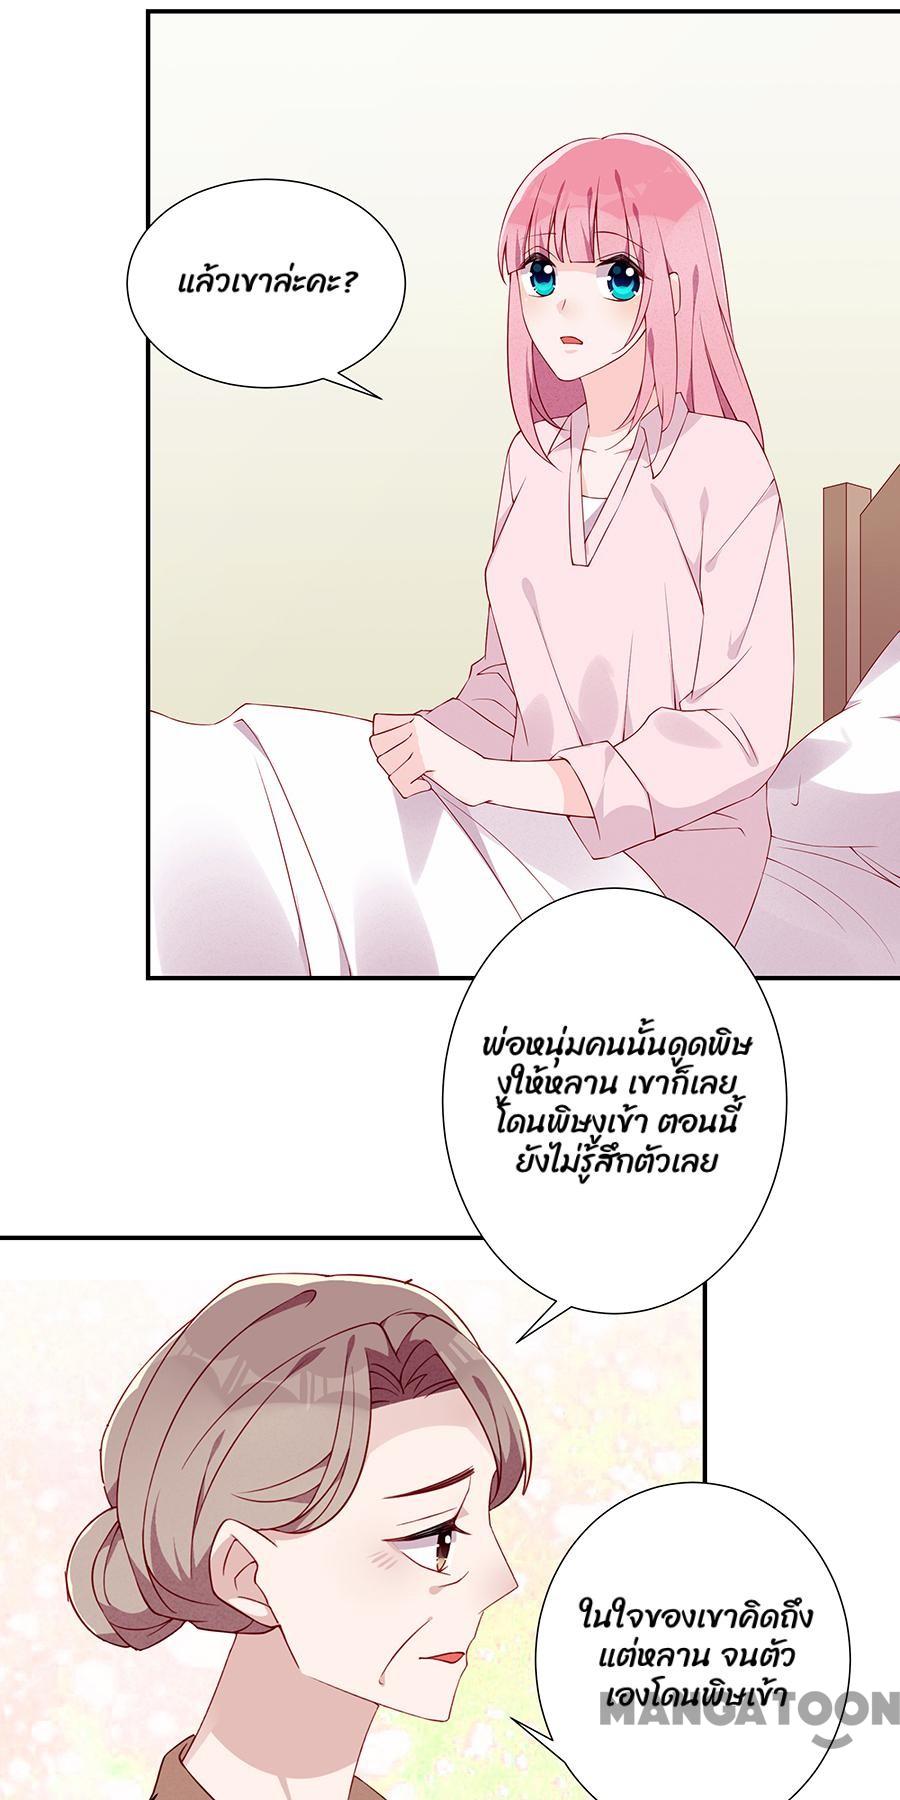 แล้วเขาล่ะคะ?
พ่อหนุ่มคนนั้นดูดพิษ
งูให้หลาน เขาก็เลย
โดนพิษงูเข้า ตอนนี้
ยังไม่รู้สึกตัวเลย
ในใจของเขาคิดถึง
แต่หลาน จนตัว
เองโดนพิษเข้า
MANGATOON